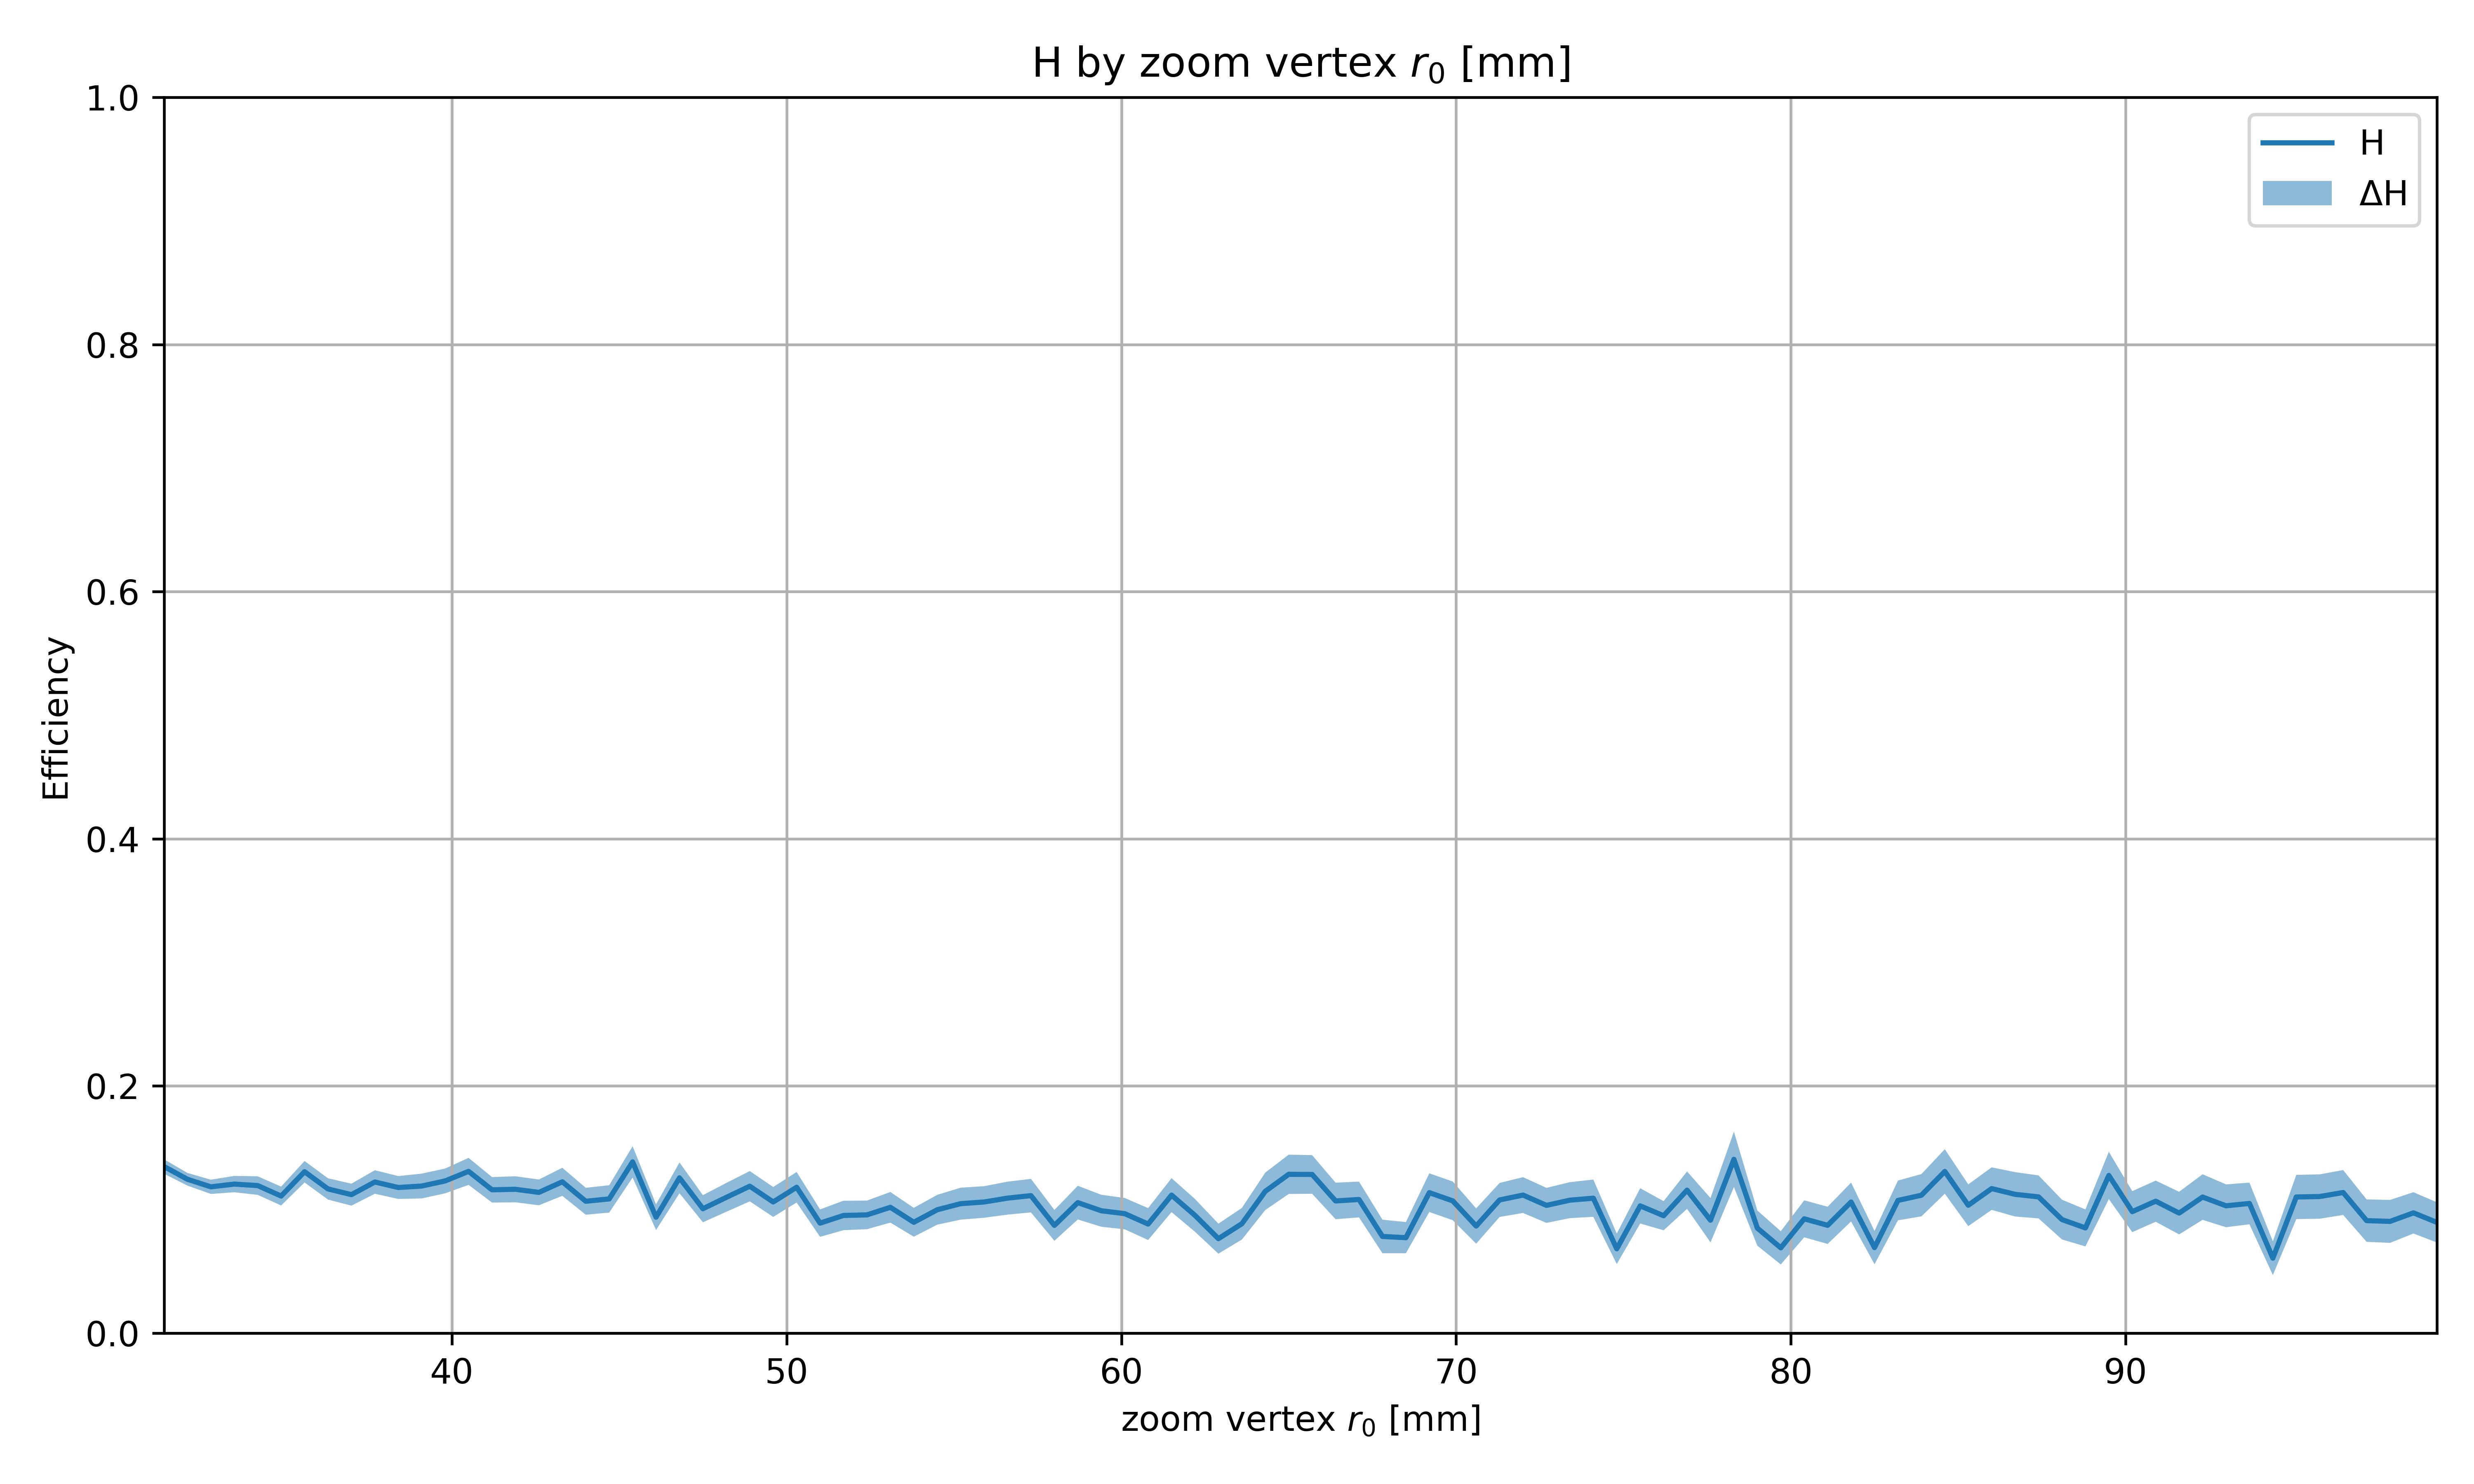 H by zoom vertex r₀ [mm]
H
ΔH
1.0
0.8
0.6
0.4
0.2
0.0
Efficiency
40 50 60 70 80 90
zoom vertex r₀ [mm]